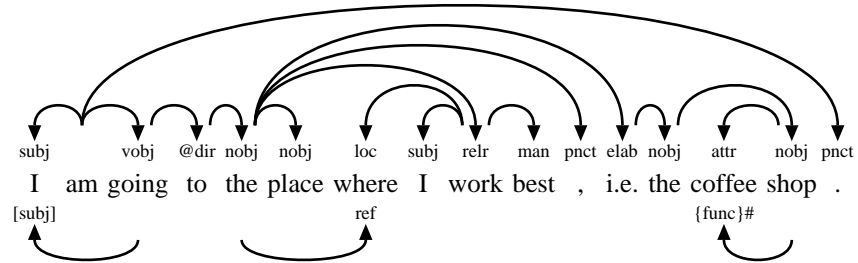 subj vobj @dir nobj nobj loc subj relr man pnct elab nobj attr nobj pnct
I am going to the place where I work best , i.e. the coffee shop .
[subj] ref {func}#